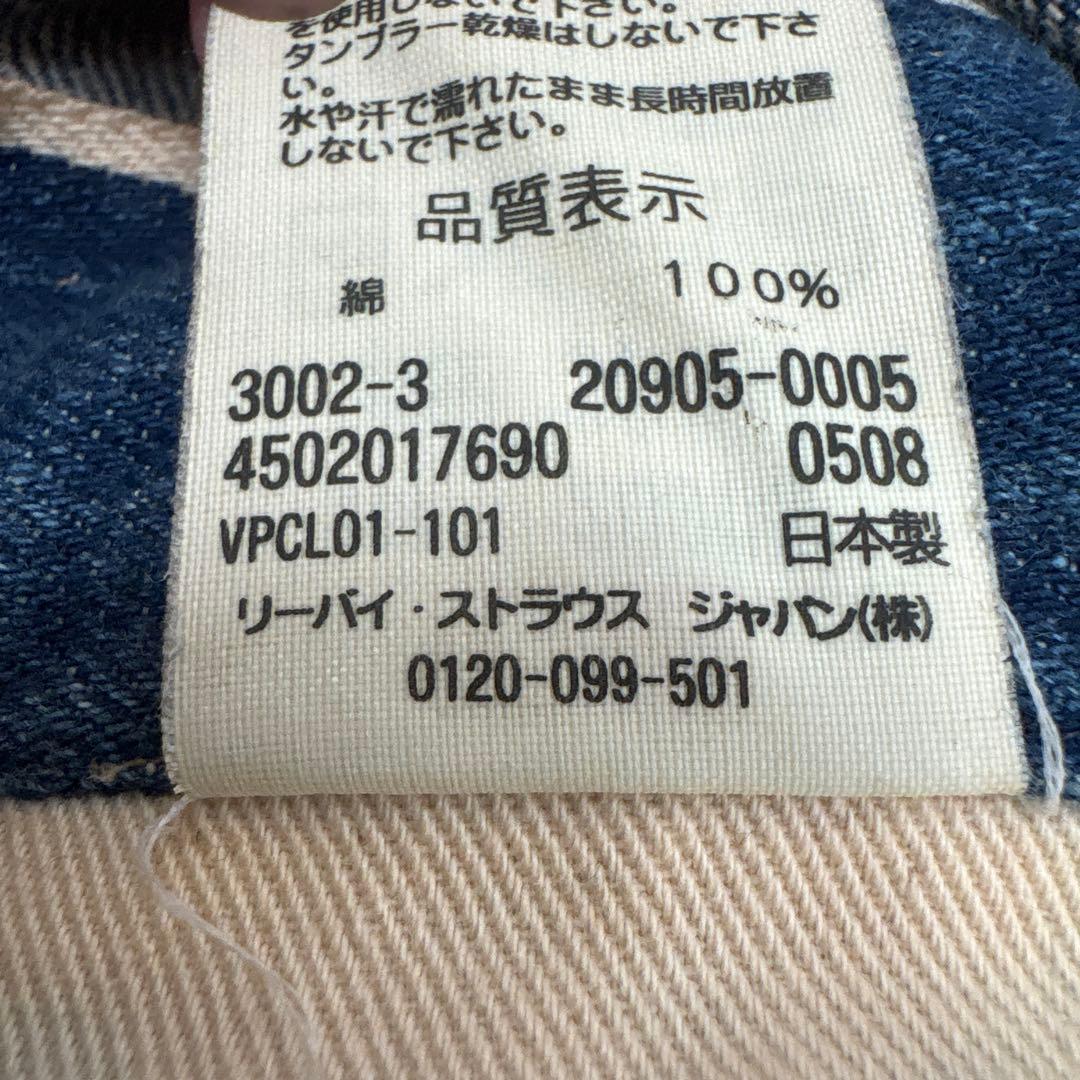 を使用しないで下さい。
タンブラー乾燥はしないで下さ
い。
水や汗で濡れたまま長時間放置
しないで下さい。
品質表示
綿 100%
3002-3 20905-0005
4502017690 0508
VPCL01-101 日本製
リーバイ・ストラウス ジャパン(株)
0120-099-501